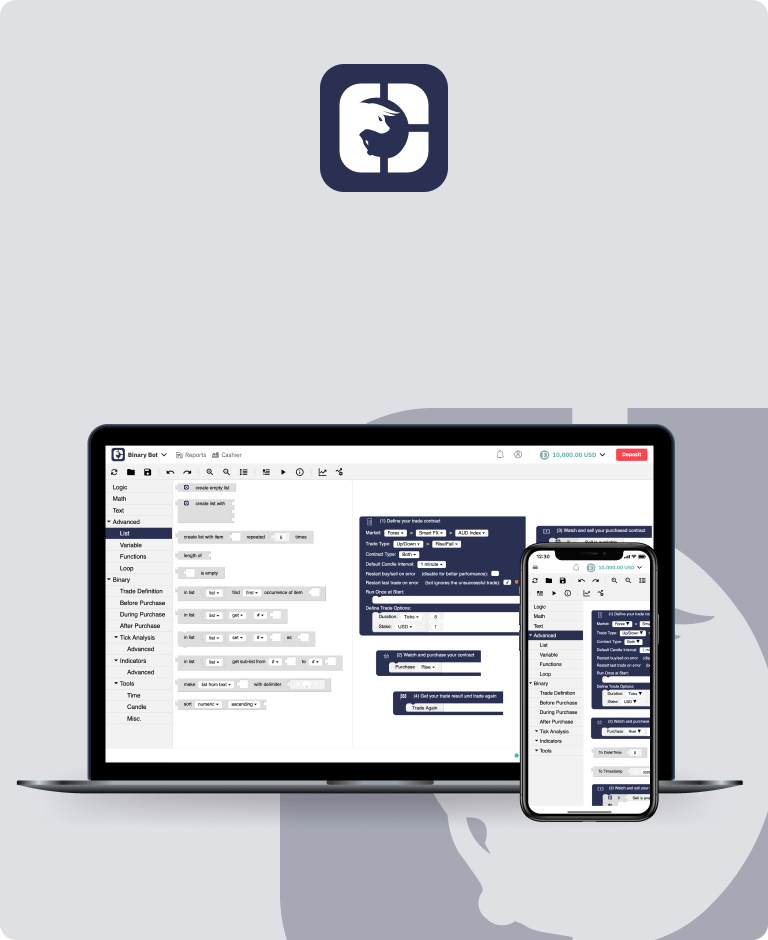 Binary Bot
Reports
Cashier
10,000.00 USD
Deposit
Logic
Math
Text
Advanced
List
Variable
Functions
Loop
Binary
Trade Definition
Before Purchase
During Purchase
After Purchase
Tick Analysis
Advanced
Indicators
Advanced
Tools
Time
Candle
Misc.
create empty list
create list with
create list with item repeated 5 times
length of
is empty
in list list find first occurrence of item
in list list get #
in list list set # as
in list list get sub-list from # to #
make list from text with delimiter
sort numeric ascending
(1) Define your trade contract
Market: Forex > Smart FX > AUD Index
Trade Type: Up/Down > Rise/Fall
Contract Type: Both
Default Candle Interval: 1 minute
Restart buy/sell on error (disable for better performance):
Restart last trade on error (bot ignores the unsuccessful trade):
Run Once at Start:
Define Trade Options:
Duration: Ticks 5
Stake: USD 1
(2) Watch and purchase your contract
Purchase Rise
(3) Watch and sell your purchased contract
(4) Get your trade result and trade again
Trade Again
12:30
10,000.00 USD
Logic
Math
Text
Advanced
List
Variable
Functions
Loop
Binary
Trade Definition
Before Purchase
During Purchase
After Purchase
Tick Analysis
Indicators
Tools
(1) Define your trade con
Market: Forex
Trade Type: Up/Down
Contract Type: Both
Default Candle Interval:
Restart buy/sell on error
Restart last trade on error
Run Once at Start:
Define Trade Options:
Duration: Ticks
Stake: USD
(2) Watch and purchase
Purchase Rise
To Date/Time 0
To Timestamp
(3) Watch and sell your